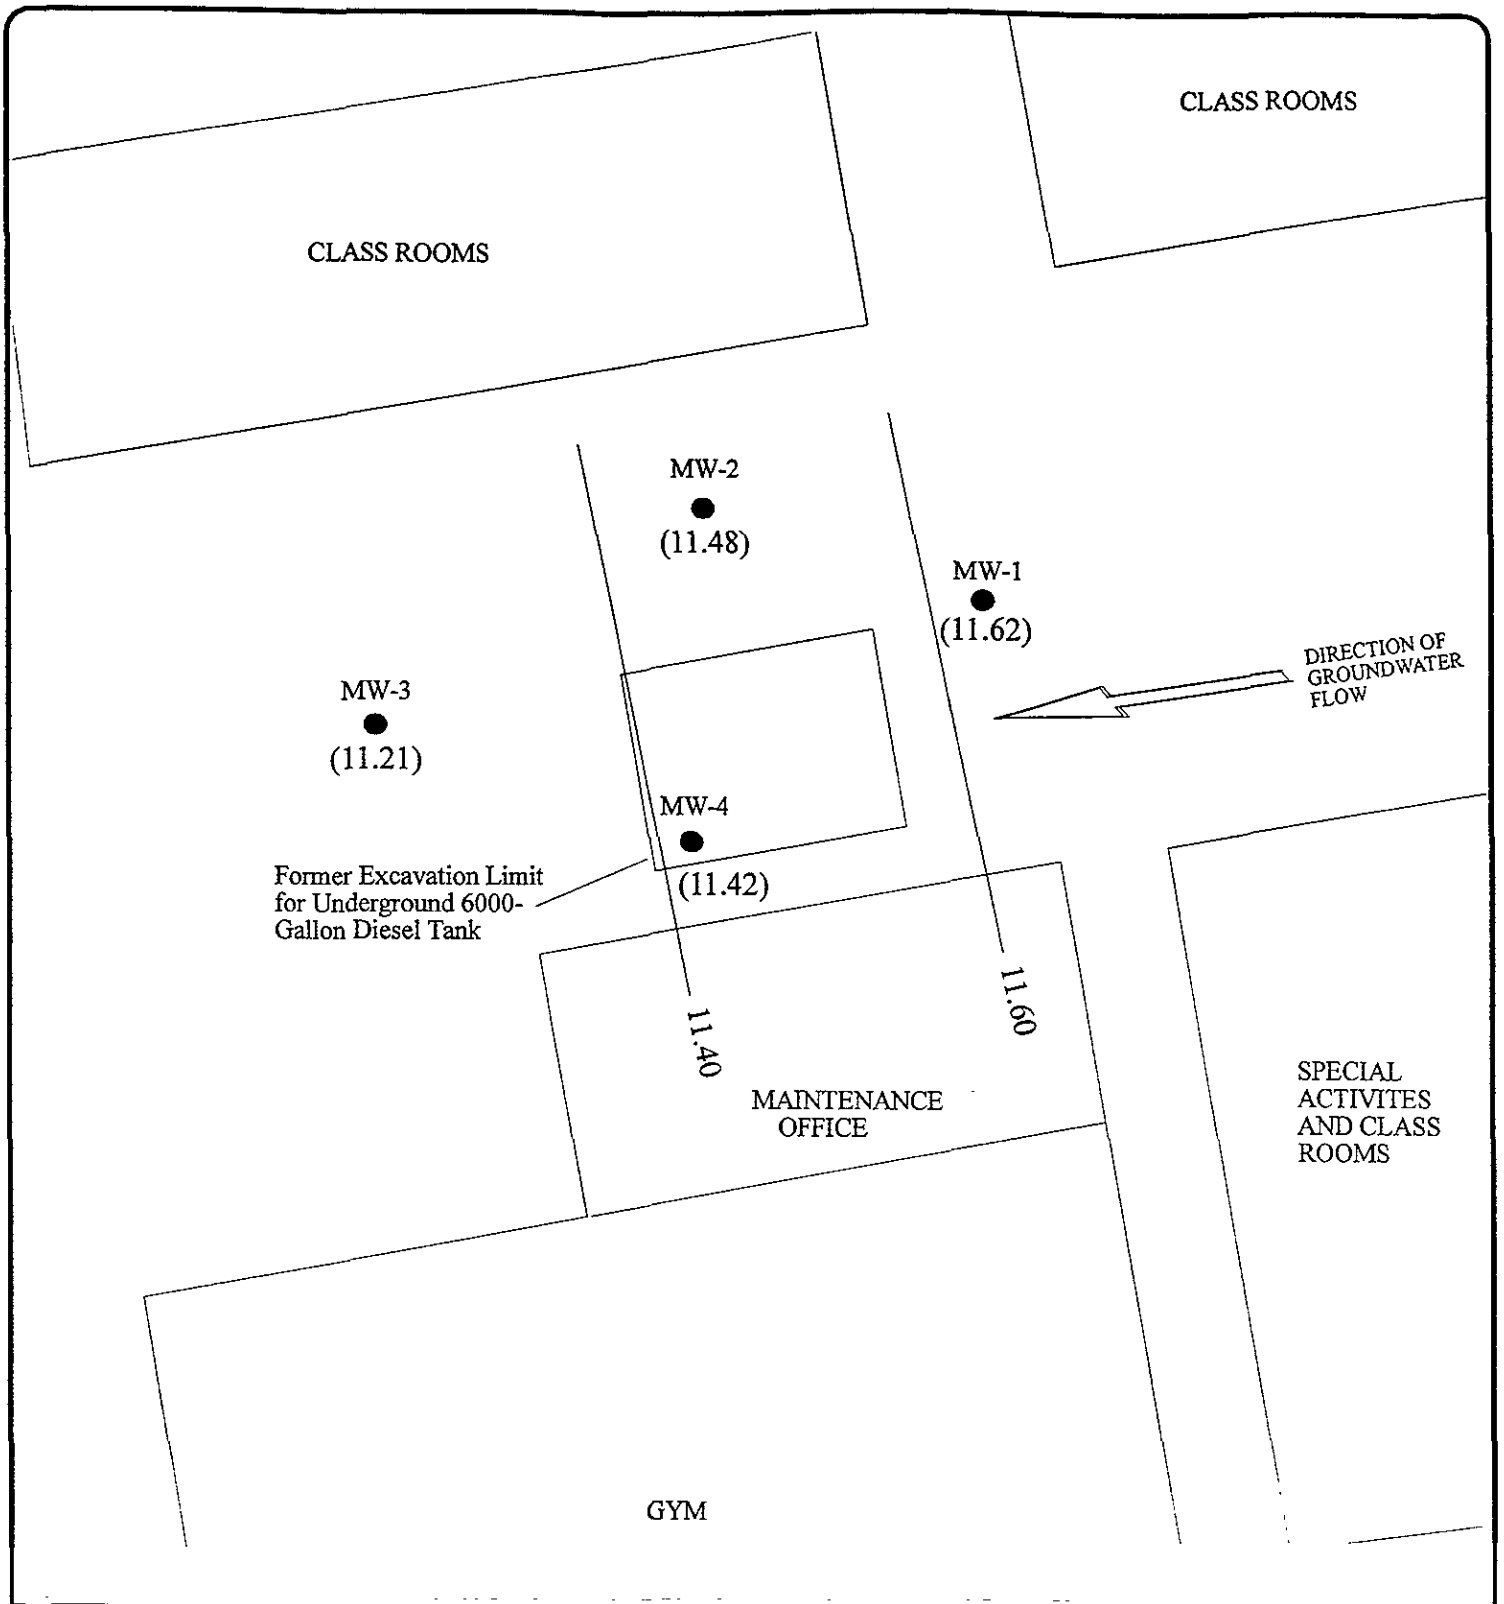 CLASS ROOMS
CLASS ROOMS
MW-2
(11.48)
MW-1
(11.62)
DIRECTION OF
GROUNDWATER
FLOW
MW-3
(11.21)
MW-4
(11.42)
Former Excavation Limit
for Underground 6000-
Gallon Diesel Tank
11.60
11.40
MAINTENANCE
OFFICE
SPECIAL
ACTIVITES
AND CLASS
ROOMS
GYM